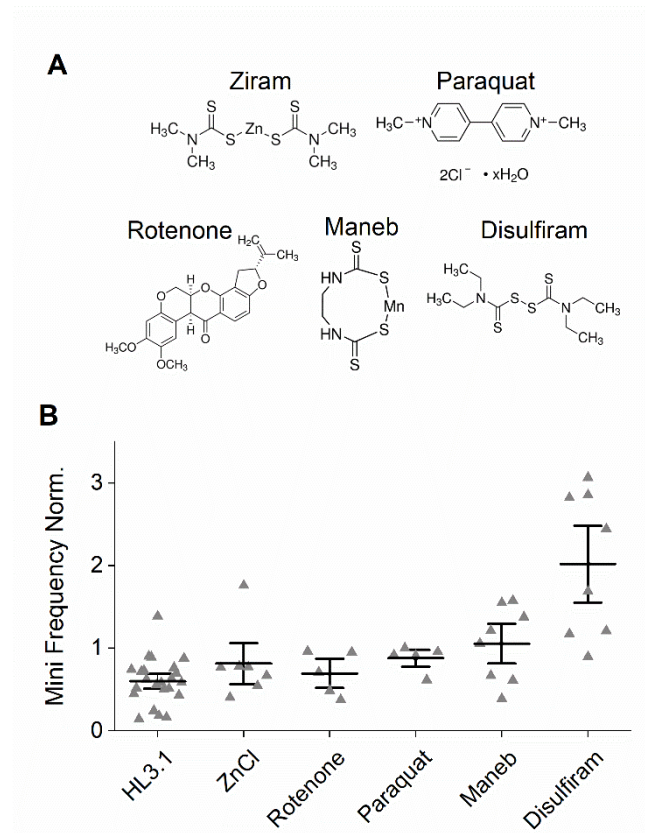 A
Ziram
Paraquat
H₃C
S
Zn
S
CH₃
N
S
S
N
CH₃
CH₃
H₃C
N⁺
N⁺
CH₃
2Cl⁻ • xH₂O
Rotenone
Maneb
Disulfiram
H₂C
CH₃
H
O
O
O
H
O
H₃CO
OCH₃
S
HN
S
Mn
HN
S
S
H₃C
S
H₃C
N
S
S
N
CH₃
S
CH₃
B
Mini Frequency Norm.
3
2
1
0
HL3.1
ZnCl
Rotenone
Paraquat
Maneb
Disulfiram